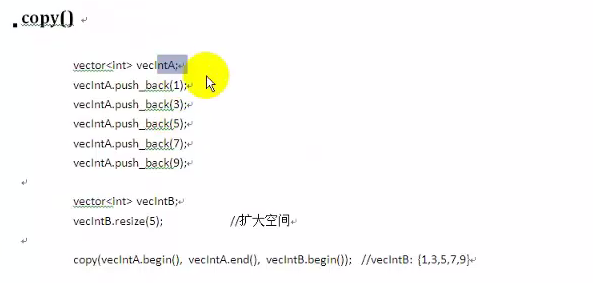 copy()
vector<int> vecIntA;
vecIntA.push_back(1);
vecIntA.push_back(3);
vecIntA.push_back(5);
vecIntA.push_back(7);
vecIntA.push_back(9);
vector<int> vecIntB;
vecIntB.resize(5); //扩大空间
copy(vecIntA.begin(), vecIntA.end(), vecIntB.begin()); //vecIntB: {1,3,5,7,9}